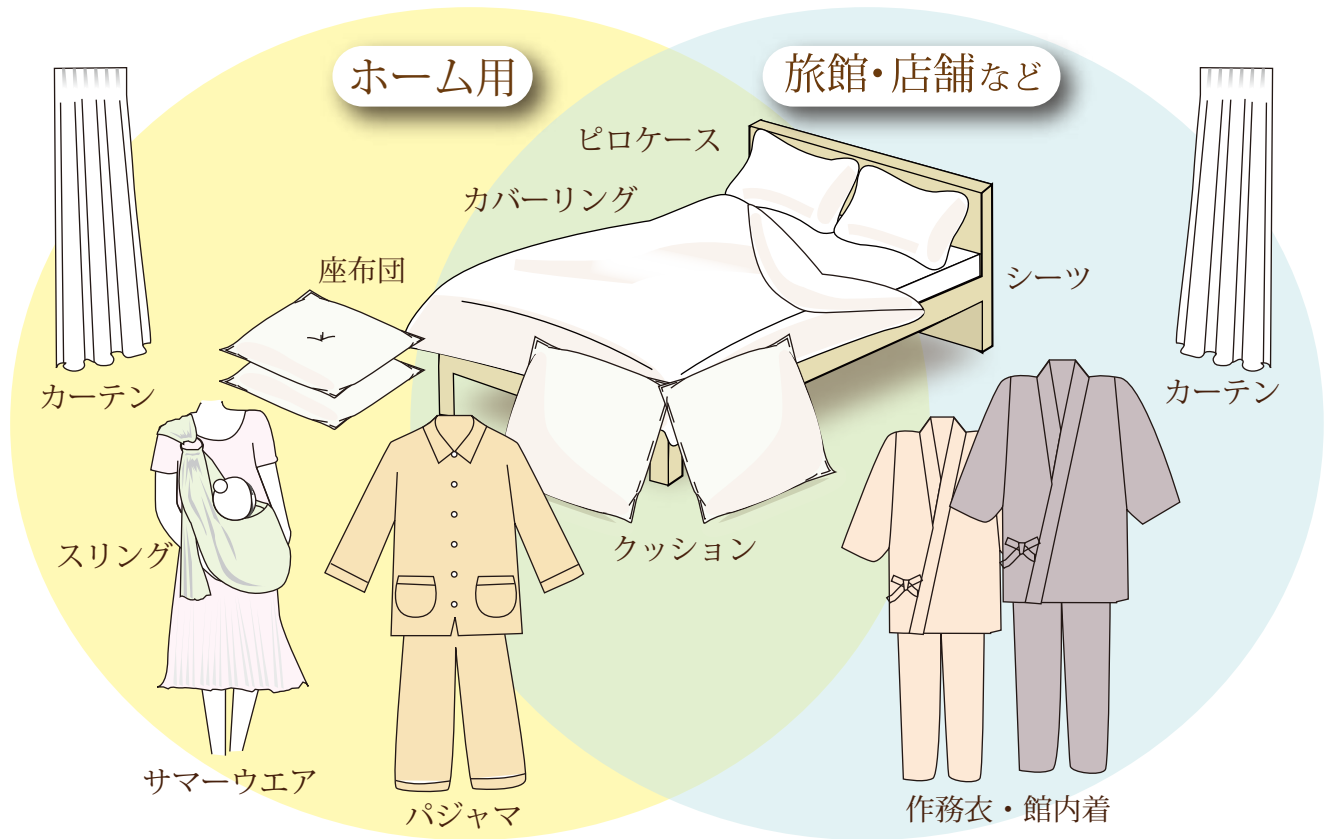 ホーム用
旅館・店舗など
ピロケース
カバーリング
座布団
シーツ
カーテン
カーテン
スリング
クッション
サマーウエア
パジャマ
作務衣・館内着